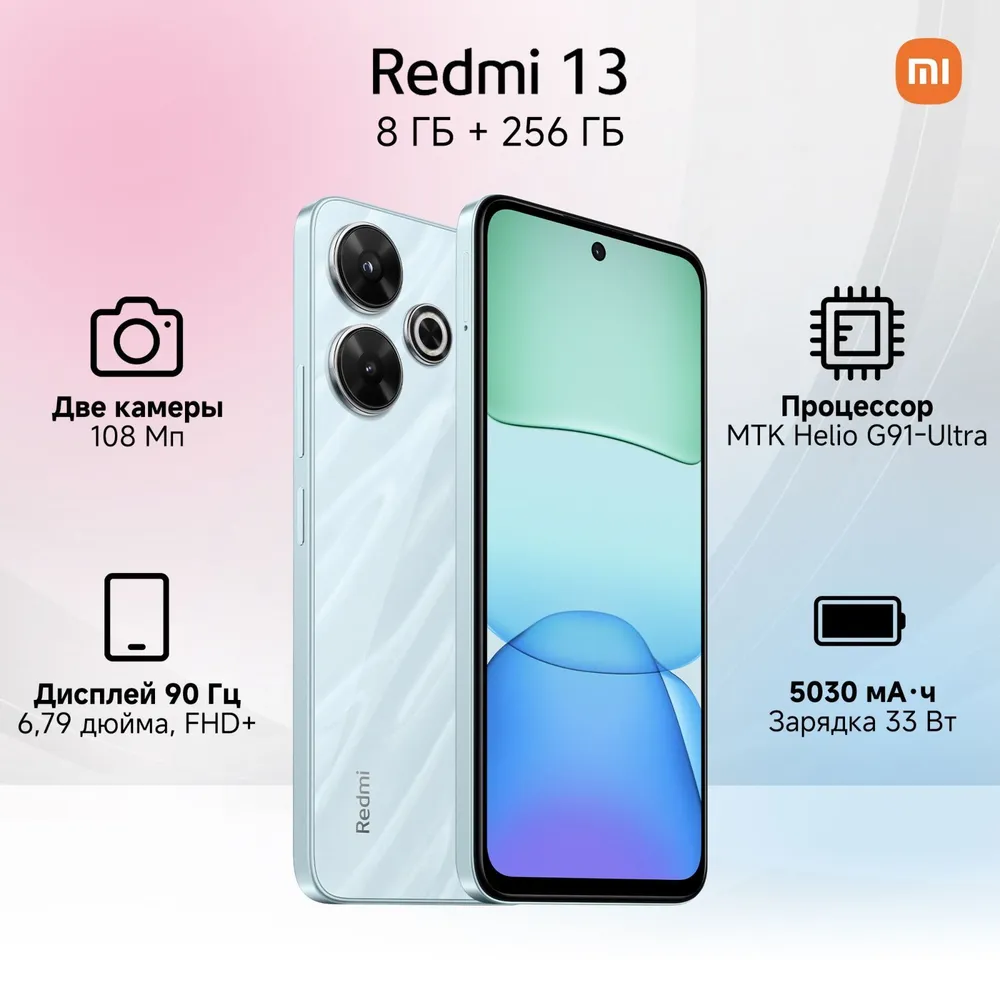 Redmi 13
8 ГБ + 256 ГБ
mi
Две камеры
108 Мп
Процессор
MTK Helio G91-Ultra
Дисплей 90 Гц
6,79 дюйма, FHD+
5030 мА·ч
Зарядка 33 Вт
Redmi